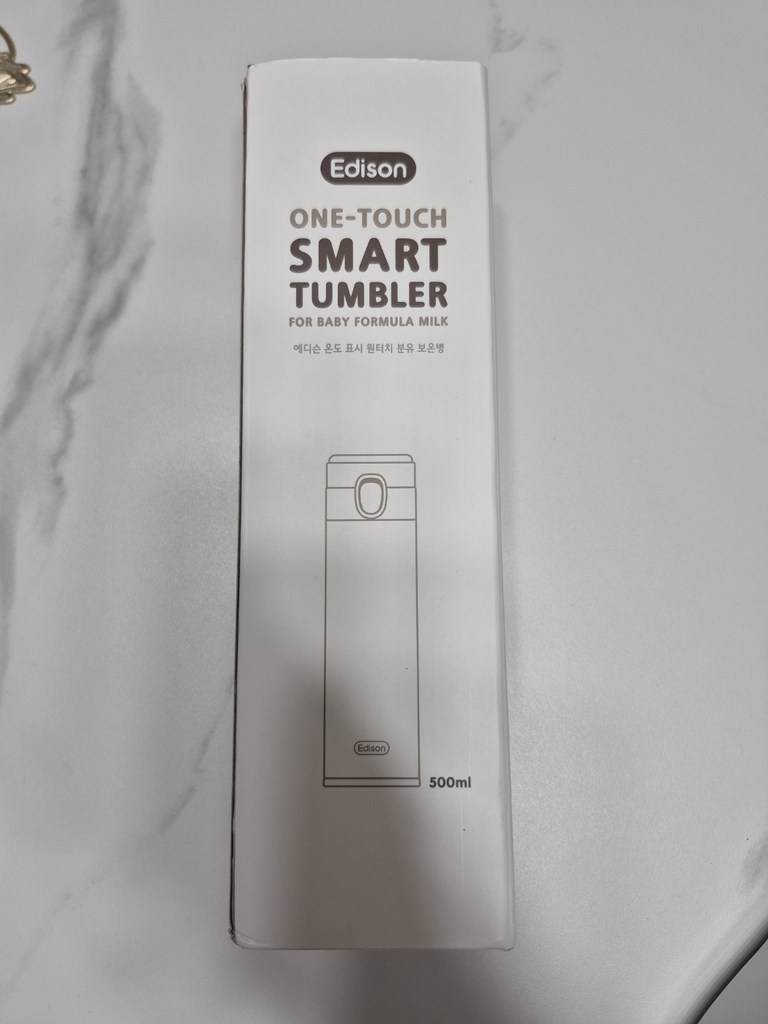 Edison
ONE-TOUCH
SMART
TUMBLER
FOR BABY FORMULA MILK
에디슨 온도 표시 원터치 분유 보온병
Edison
500ml